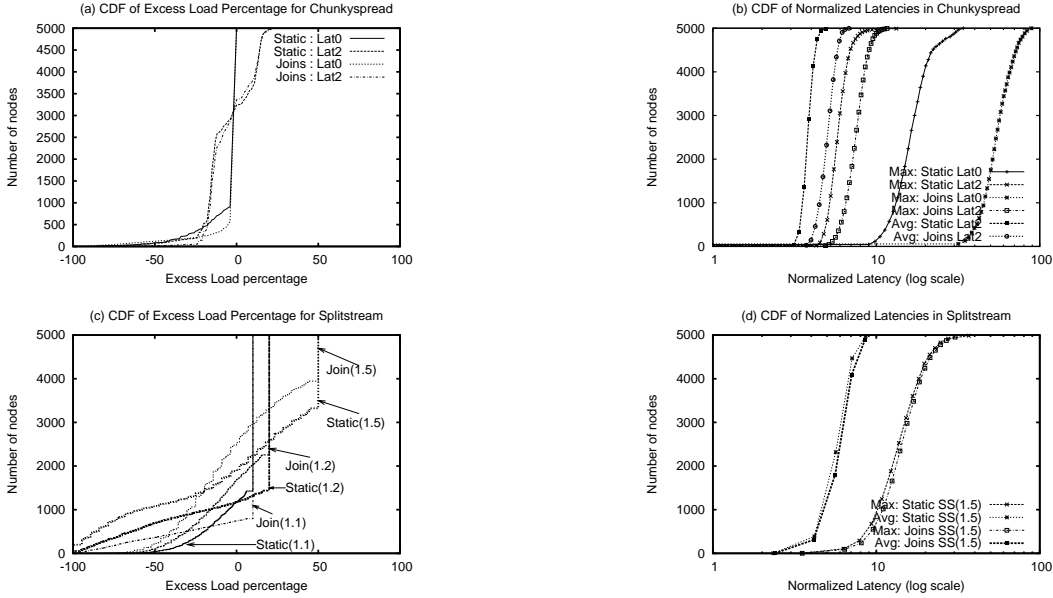 (a) CDF of Excess Load Percentage for Chunkyspread
5000
4500
4000
3500
3000
2500
2000
1500
1000
500
0
-100
-50
0
50
100
Number of nodes
Excess Load percentage
Static : Lat0
Static : Lat2
Joins : Lat0
Joins : Lat2
(b) CDF of Normalized Latencies in Chunkyspread
5000
4000
3000
2000
1000
0
1
10
100
Number of nodes
Normalized Latency (log scale)
Max: Static Lat0
Max: Static Lat2
Max: Joins Lat0
Max: Joins Lat2
Avg: Static Lat2
Avg: Joins Lat2
(c) CDF of Excess Load Percentage for Splitstream
5000
4000
3000
2000
1000
0
-100
-50
0
50
100
Number of nodes
Excess Load percentage
Join(1.5)
Static(1.5)
Join(1.2)
Static(1.2)
Join(1.1)
Static(1.1)
(d) CDF of Normalized Latencies in Splitstream
5000
4000
3000
2000
1000
0
1
10
100
Number of nodes
Normalized Latency (log scale)
Max: Static SS(1.5)
Avg: Static SS(1.5)
Max: Joins SS(1.5)
Avg: Joins SS(1.5)